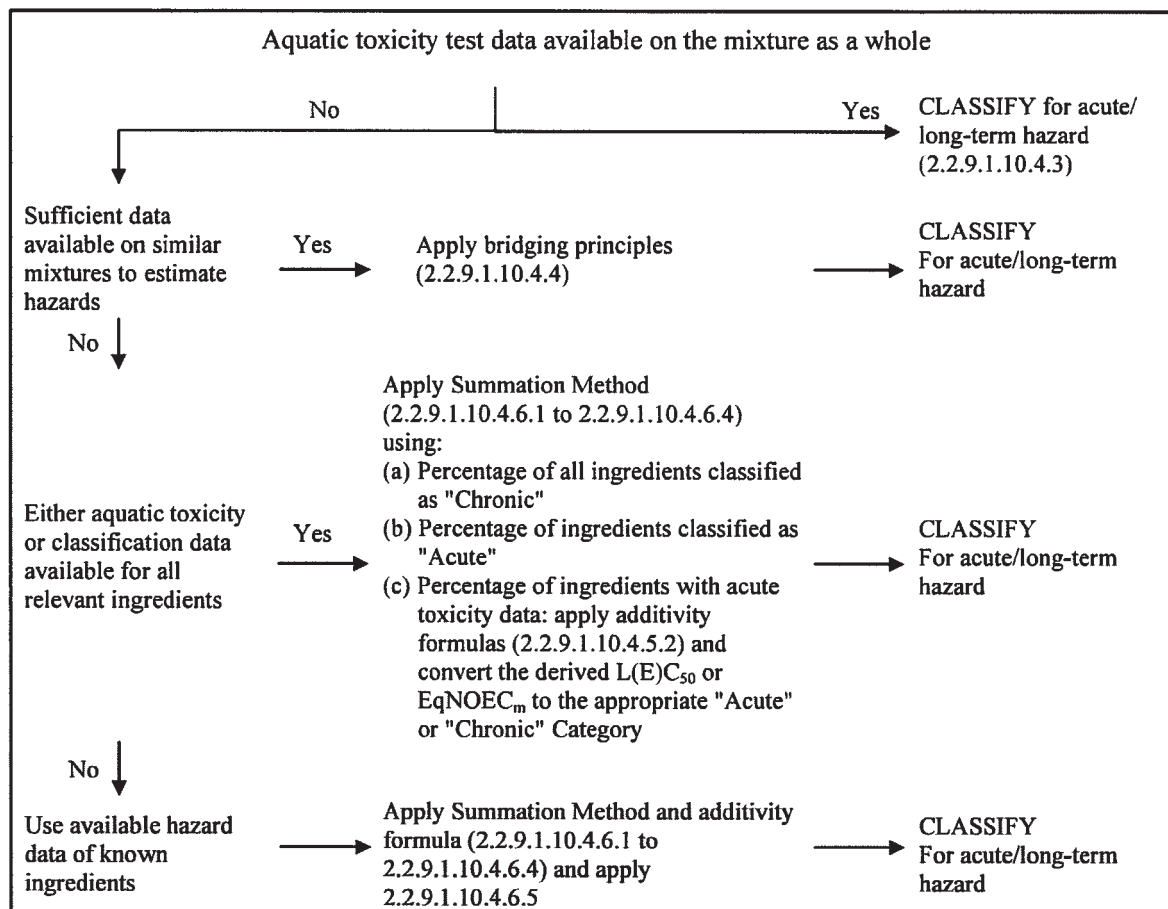 Aquatic toxicity test data available on the mixture as a whole
No
Yes
CLASSIFY for acute/
long-term hazard
(2.2.9.1.10.4.3)
Sufficient data
available on similar
mixtures to estimate
hazards
Yes
Apply bridging principles
(2.2.9.1.10.4.4)
CLASSIFY
For acute/long-term
hazard
No
Either aquatic toxicity
or classification data
available for all
relevant ingredients
Yes
Apply Summation Method
(2.2.9.1.10.4.6.1 to 2.2.9.1.10.4.6.4)
using:
(a) Percentage of all ingredients classified
as "Chronic"
(b) Percentage of ingredients classified as
"Acute"
(c) Percentage of ingredients with acute
toxicity data: apply additivity
formulas (2.2.9.1.10.4.5.2) and
convert the derived L(E)C₅₀ or
EqNOECₘ to the appropriate "Acute"
or "Chronic" Category
CLASSIFY
For acute/long-term
hazard
No
Use available hazard
data of known
ingredients
Apply Summation Method and additivity
formula (2.2.9.1.10.4.6.1 to
2.2.9.1.10.4.6.4) and apply
2.2.9.1.10.4.6.5
CLASSIFY
For acute/long-term
hazard